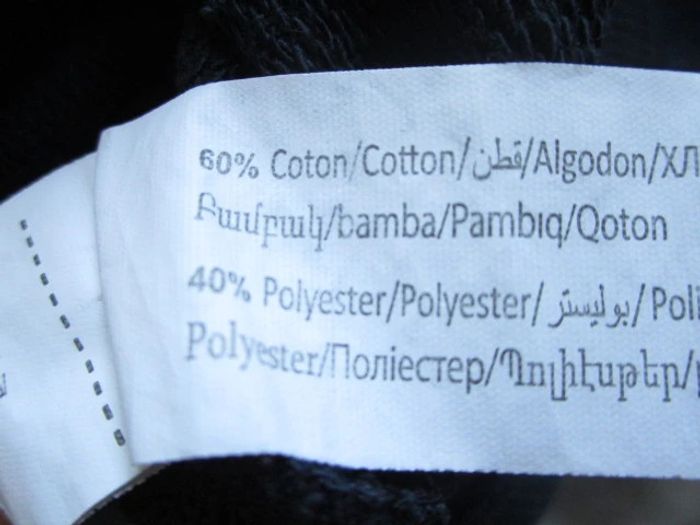 60% Coton/Cotton/قطن/Algodon/ХЛ
Բամբակ/bamba/Pambıq/Qoton
40% Polyester/Polyester/بوليستر/Poli
Polyester/Поліестер/Պոլիէսթեր/